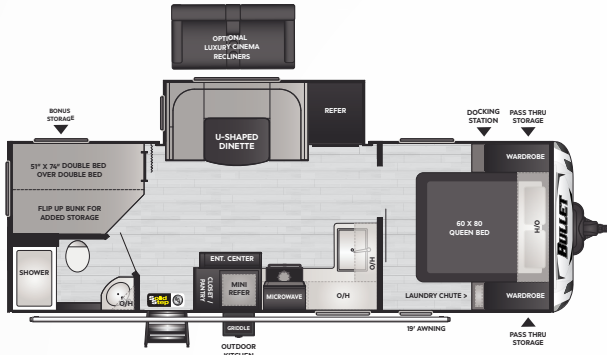 OPTIONAL
LUXURY CINEMA
RECLINERS
BONUS
STORAGE
U-SHAPED
DINETTE
REFER
DOCKING
STATION
PASS THRU
STORAGE
51" X 74" DOUBLE BED
OVER DOUBLE BED
FLIP UP BUNK FOR
ADDED STORAGE
WARDROBE
60 X 80
QUEEN BED
O/H
BULLET
SHOWER
O/H
Solid
Step
ENT. CENTER
CLOSET /
PANTRY
MINI
REFER
MICROWAVE
O/H
O/H
LAUNDRY CHUTE >
WARDROBE
GRIDDLE
19' AWNING
OUTDOOR
KITCHEN
PASS THRU
STORAGE